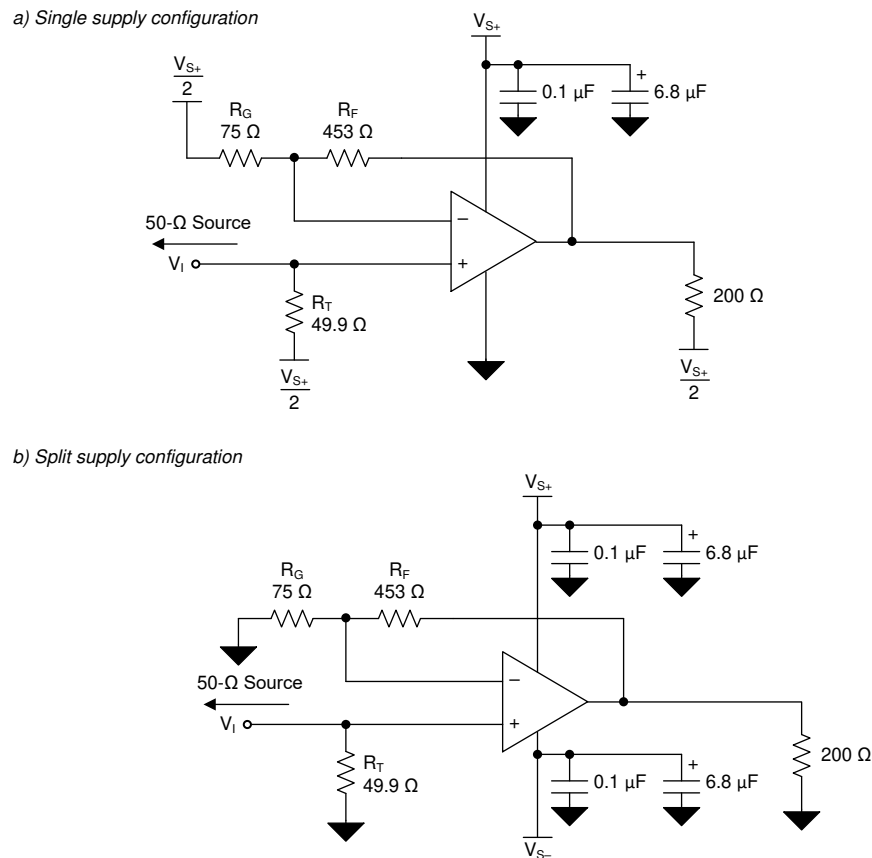 a) Single supply configuration
VS+
VS+
2
0.1 µF
+
6.8 µF
RG
75 Ω
RF
453 Ω
50-Ω Source
VI
−
+
RT
49.9 Ω
VS+
2
200 Ω
VS+
2
b) Split supply configuration
VS+
0.1 µF
+
6.8 µF
RG
75 Ω
RF
453 Ω
50-Ω Source
VI
−
+
RT
49.9 Ω
0.1 µF
+
6.8 µF
200 Ω
VS−